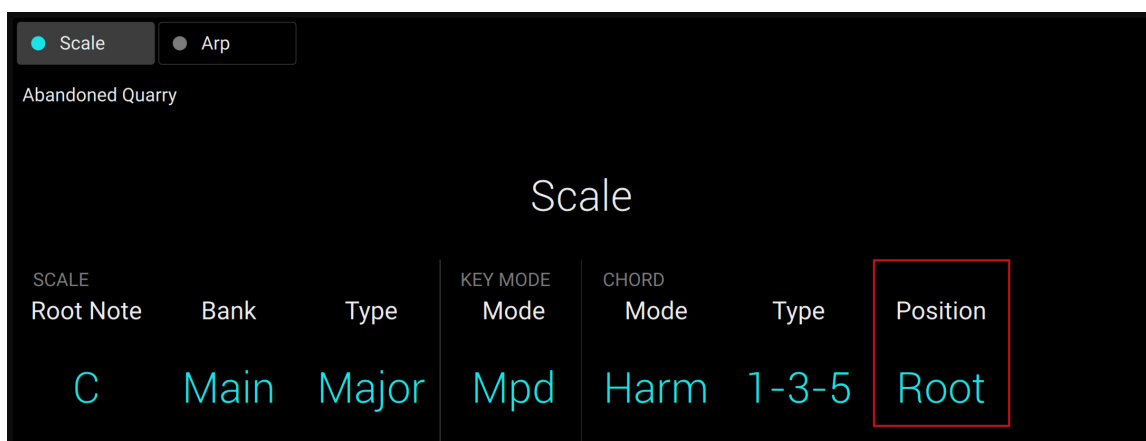 Scale Arp
Abandoned Quarry
Scale
SCALE KEY MODE CHORD
Root Note Bank Type Mode Mode Type Position
C Main Major Mpd Harm 1-3-5 Root